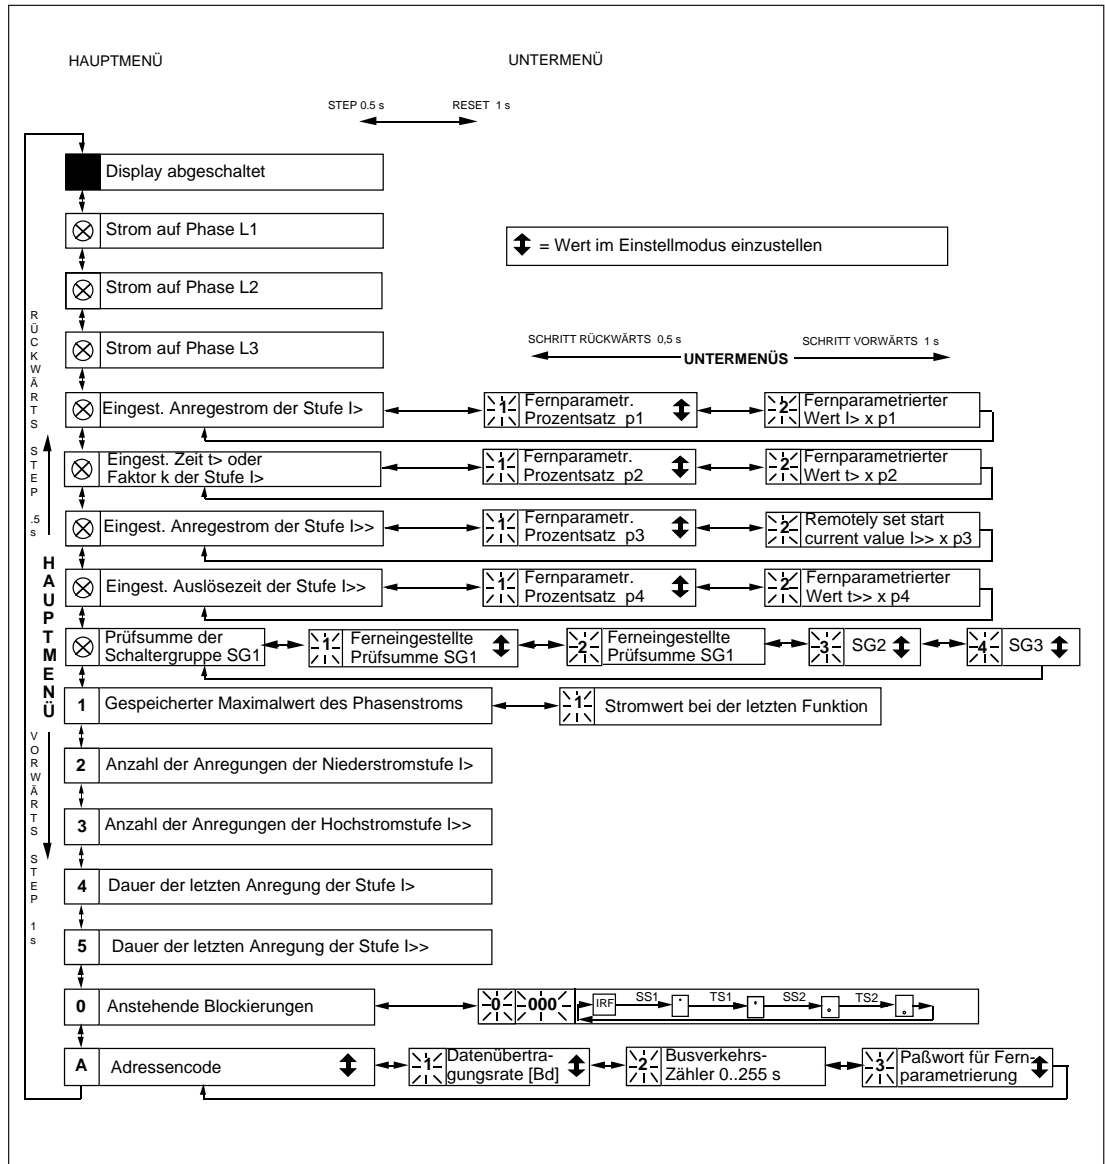 HAUPTMENÜ
UNTERMENÜ
STEP 0.5 s
RESET 1 s
Display abgeschaltet
Strom auf Phase L1
= Wert im Einstellmodus einzustellen
Strom auf Phase L2
Strom auf Phase L3
SCHRITT RÜCKWÄRTS 0,5 s
SCHRITT VORWÄRTS 1 s
UNTERMENÜS
RÜCKWÄRTS STEP .5 s
HAUPTMENÜ
VORWÄRTS STEP 1 s
Eingest. Anregestrom der Stufe I>
1
Fernparametr.
Prozentsatz p1
2
Fernparametrierter
Wert I> x p1
Eingest. Zeit t> oder
Faktor k der Stufe I>
1
Fernparametr.
Prozentsatz p2
2
Fernparametrierter
Wert t> x p2
Eingest. Anregestrom der Stufe I>>
1
Fernparametr.
Prozentsatz p3
2
Remotely set start
current value I>> x p3
Eingest. Auslösezeit der Stufe I>>
1
Fernparametr.
Prozentsatz p4
2
Fernparametrierter
Wert t>> x p4
Prüfsumme der
Schaltergruppe SG1
1
Ferneingestellte
Prüfsumme SG1
2
Ferneingestellte
Prüfsumme SG1
3
SG2
4
SG3
1
Gespeicherter Maximalwert des Phasenstroms
1
Stromwert bei der letzten Funktion
2
Anzahl der Anregungen der Niederstromstufe I>
3
Anzahl der Anregungen der Hochstromstufe I>>
4
Dauer der letzten Anregung der Stufe I>
5
Dauer der letzten Anregung der Stufe I>>
0
Anstehende Blockierungen
0
000
IRF
SS1
TS1
SS2
TS2
A
Adressencode
1
Datenübertra-
gungsrate [Bd]
2
Busverkehrs-
Zähler 0..255 s
3
Paßwort für Fern-
parametrierung